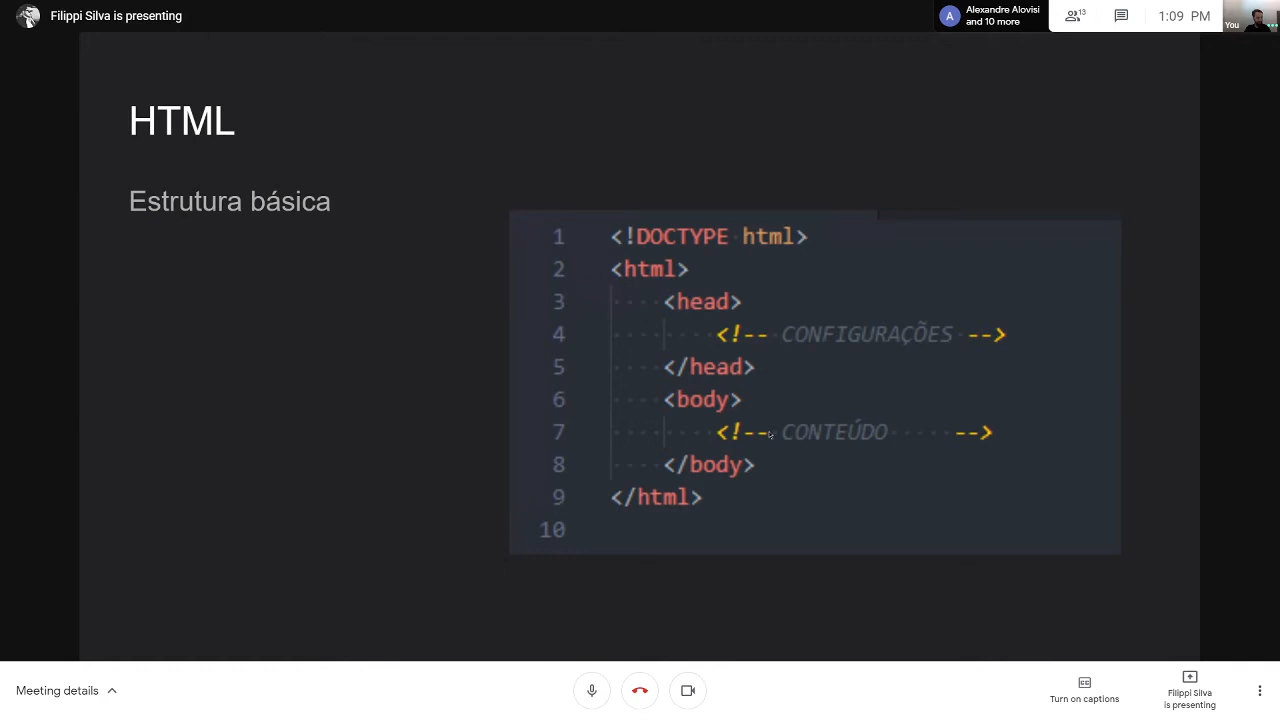 Filippi Silva is presenting
A
Alexandre Alovisi
and 10 more
13
1:09 PM
You
HTML
Estrutura básica
1 <!DOCTYPE html>
2 <html>
3 <head>
4 <!-- CONFIGURAÇÕES -->
5 </head>
6 <body>
7 <!-- CONTEÚDO -->
8 </body>
9 </html>
10
Meeting details
Turn on captions
Filippi Silva
is presenting